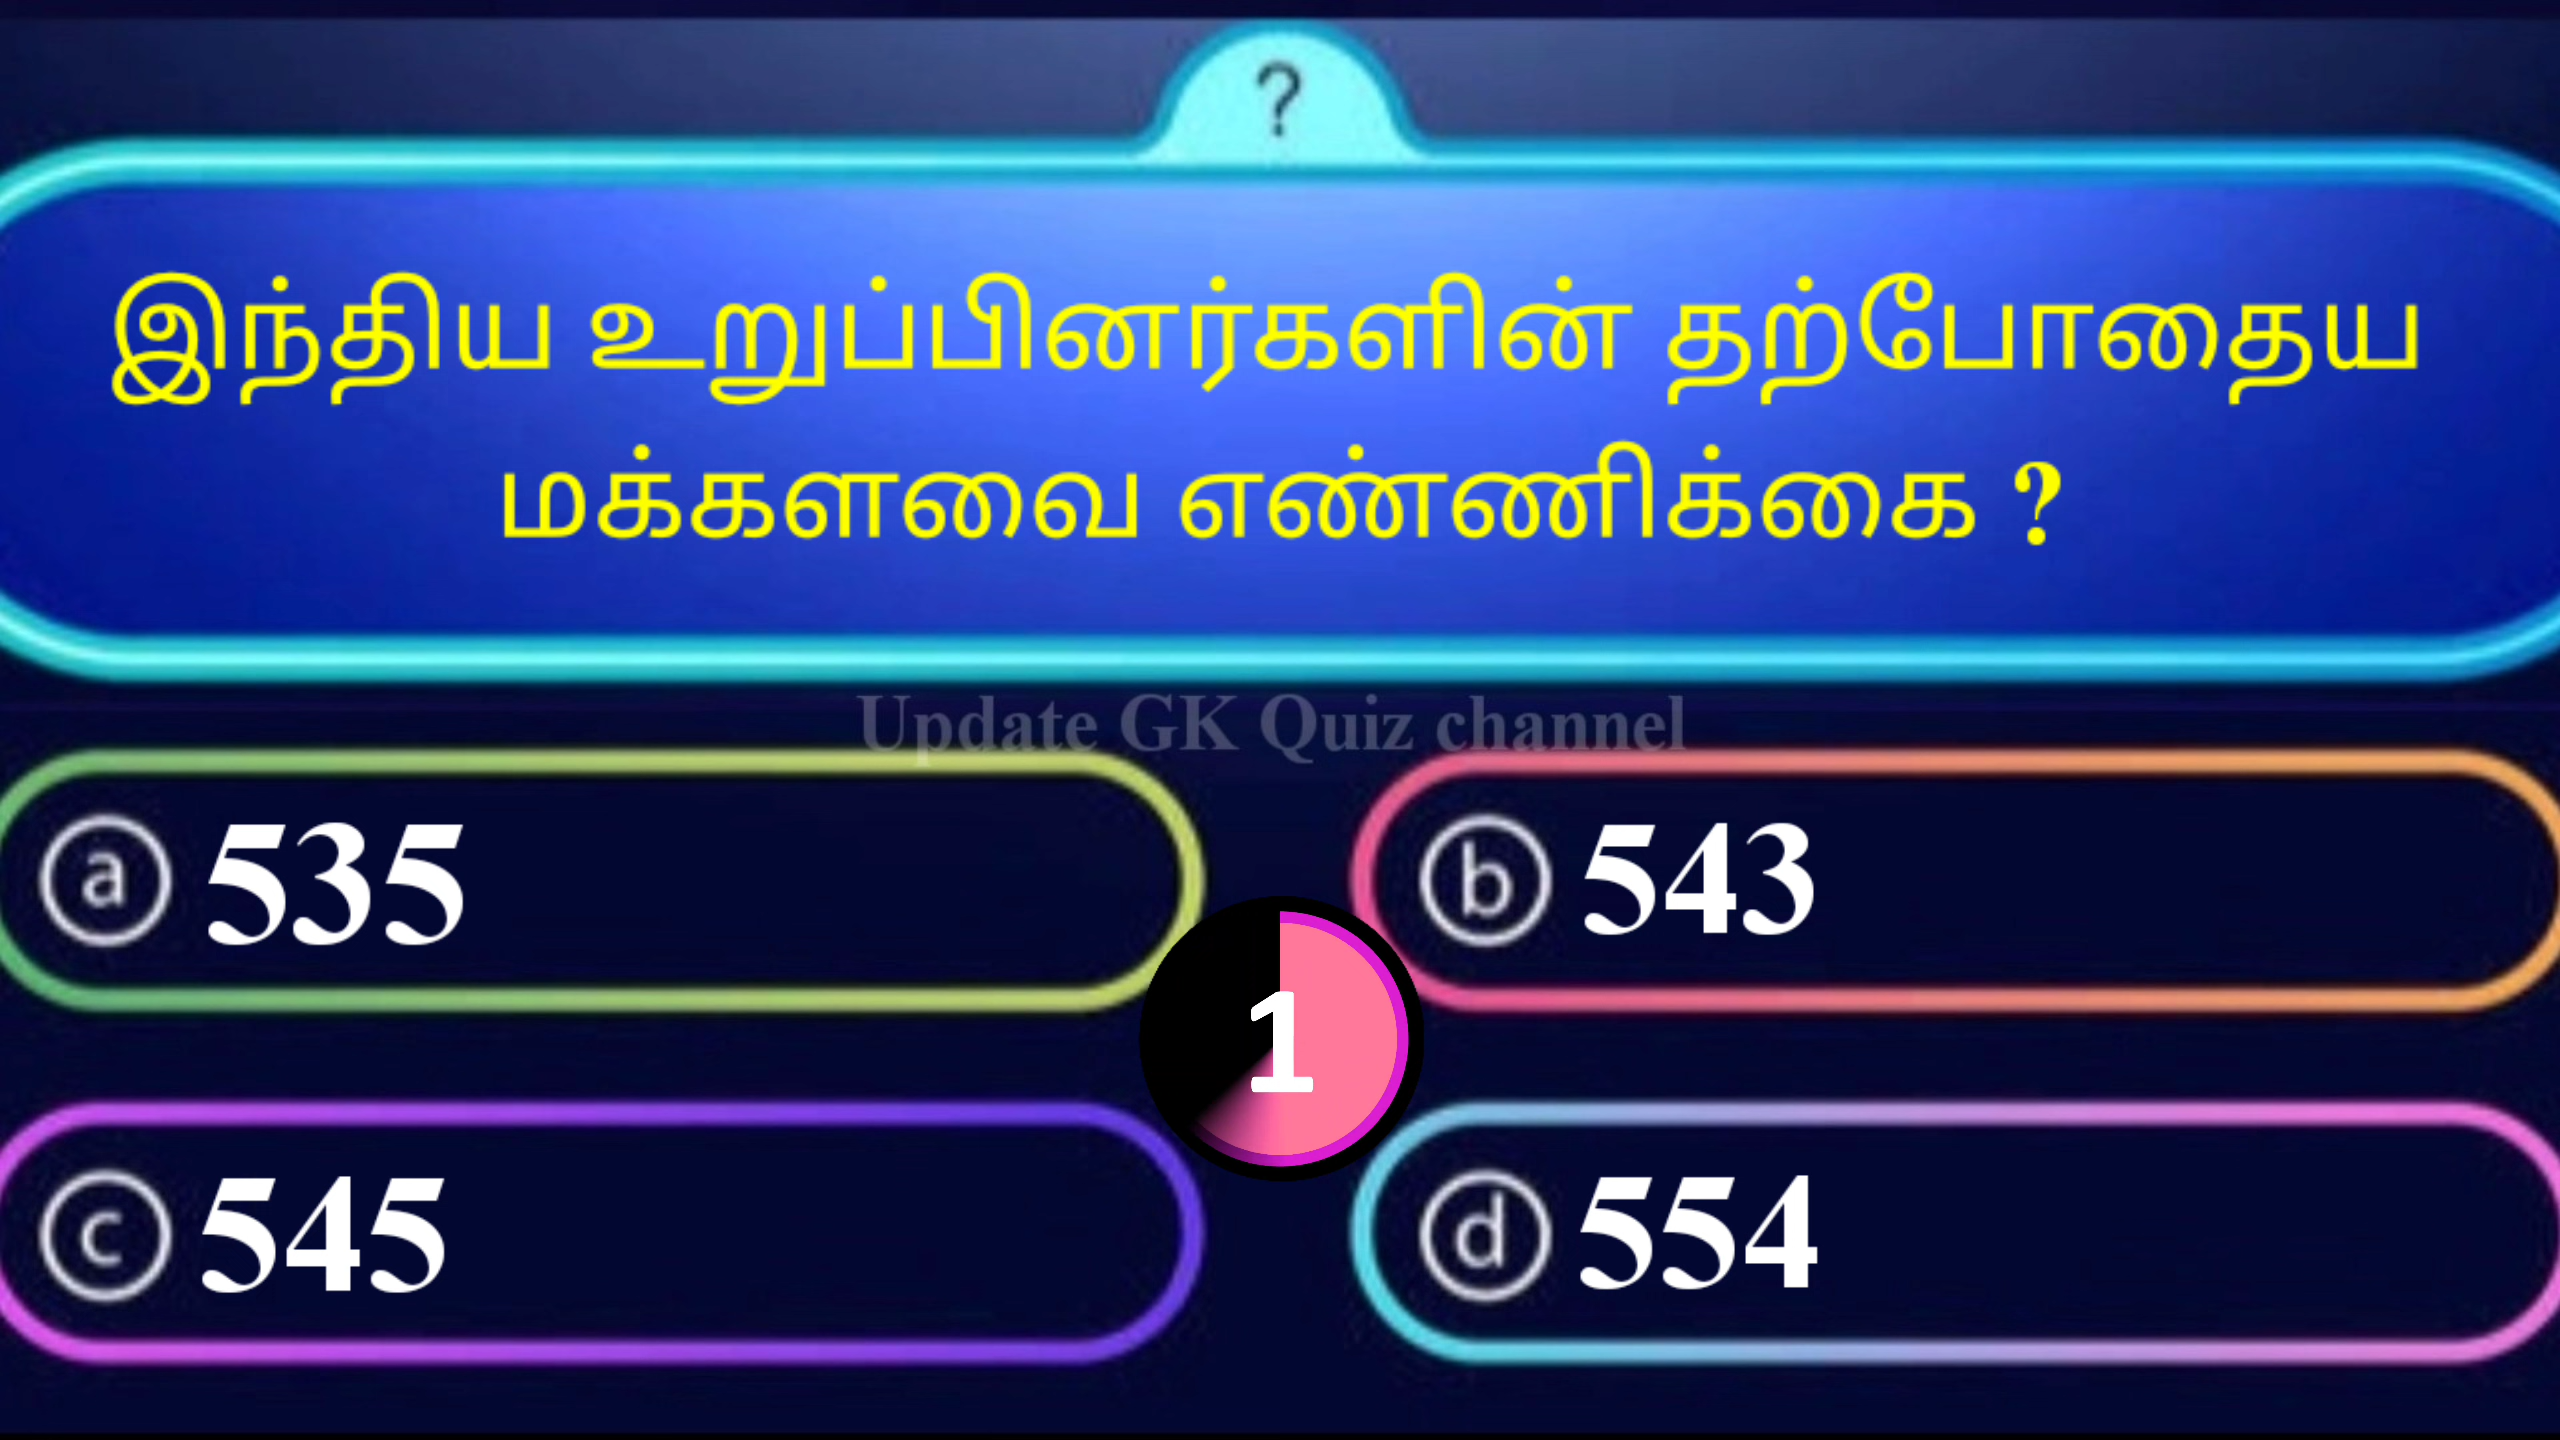 ?
இந்திய உறுப்பினர்களின் தற்போதைய
மக்களவை எண்ணிக்கை ?
Update GK Quiz channel
a 535
b 543
1
c 545
d 554